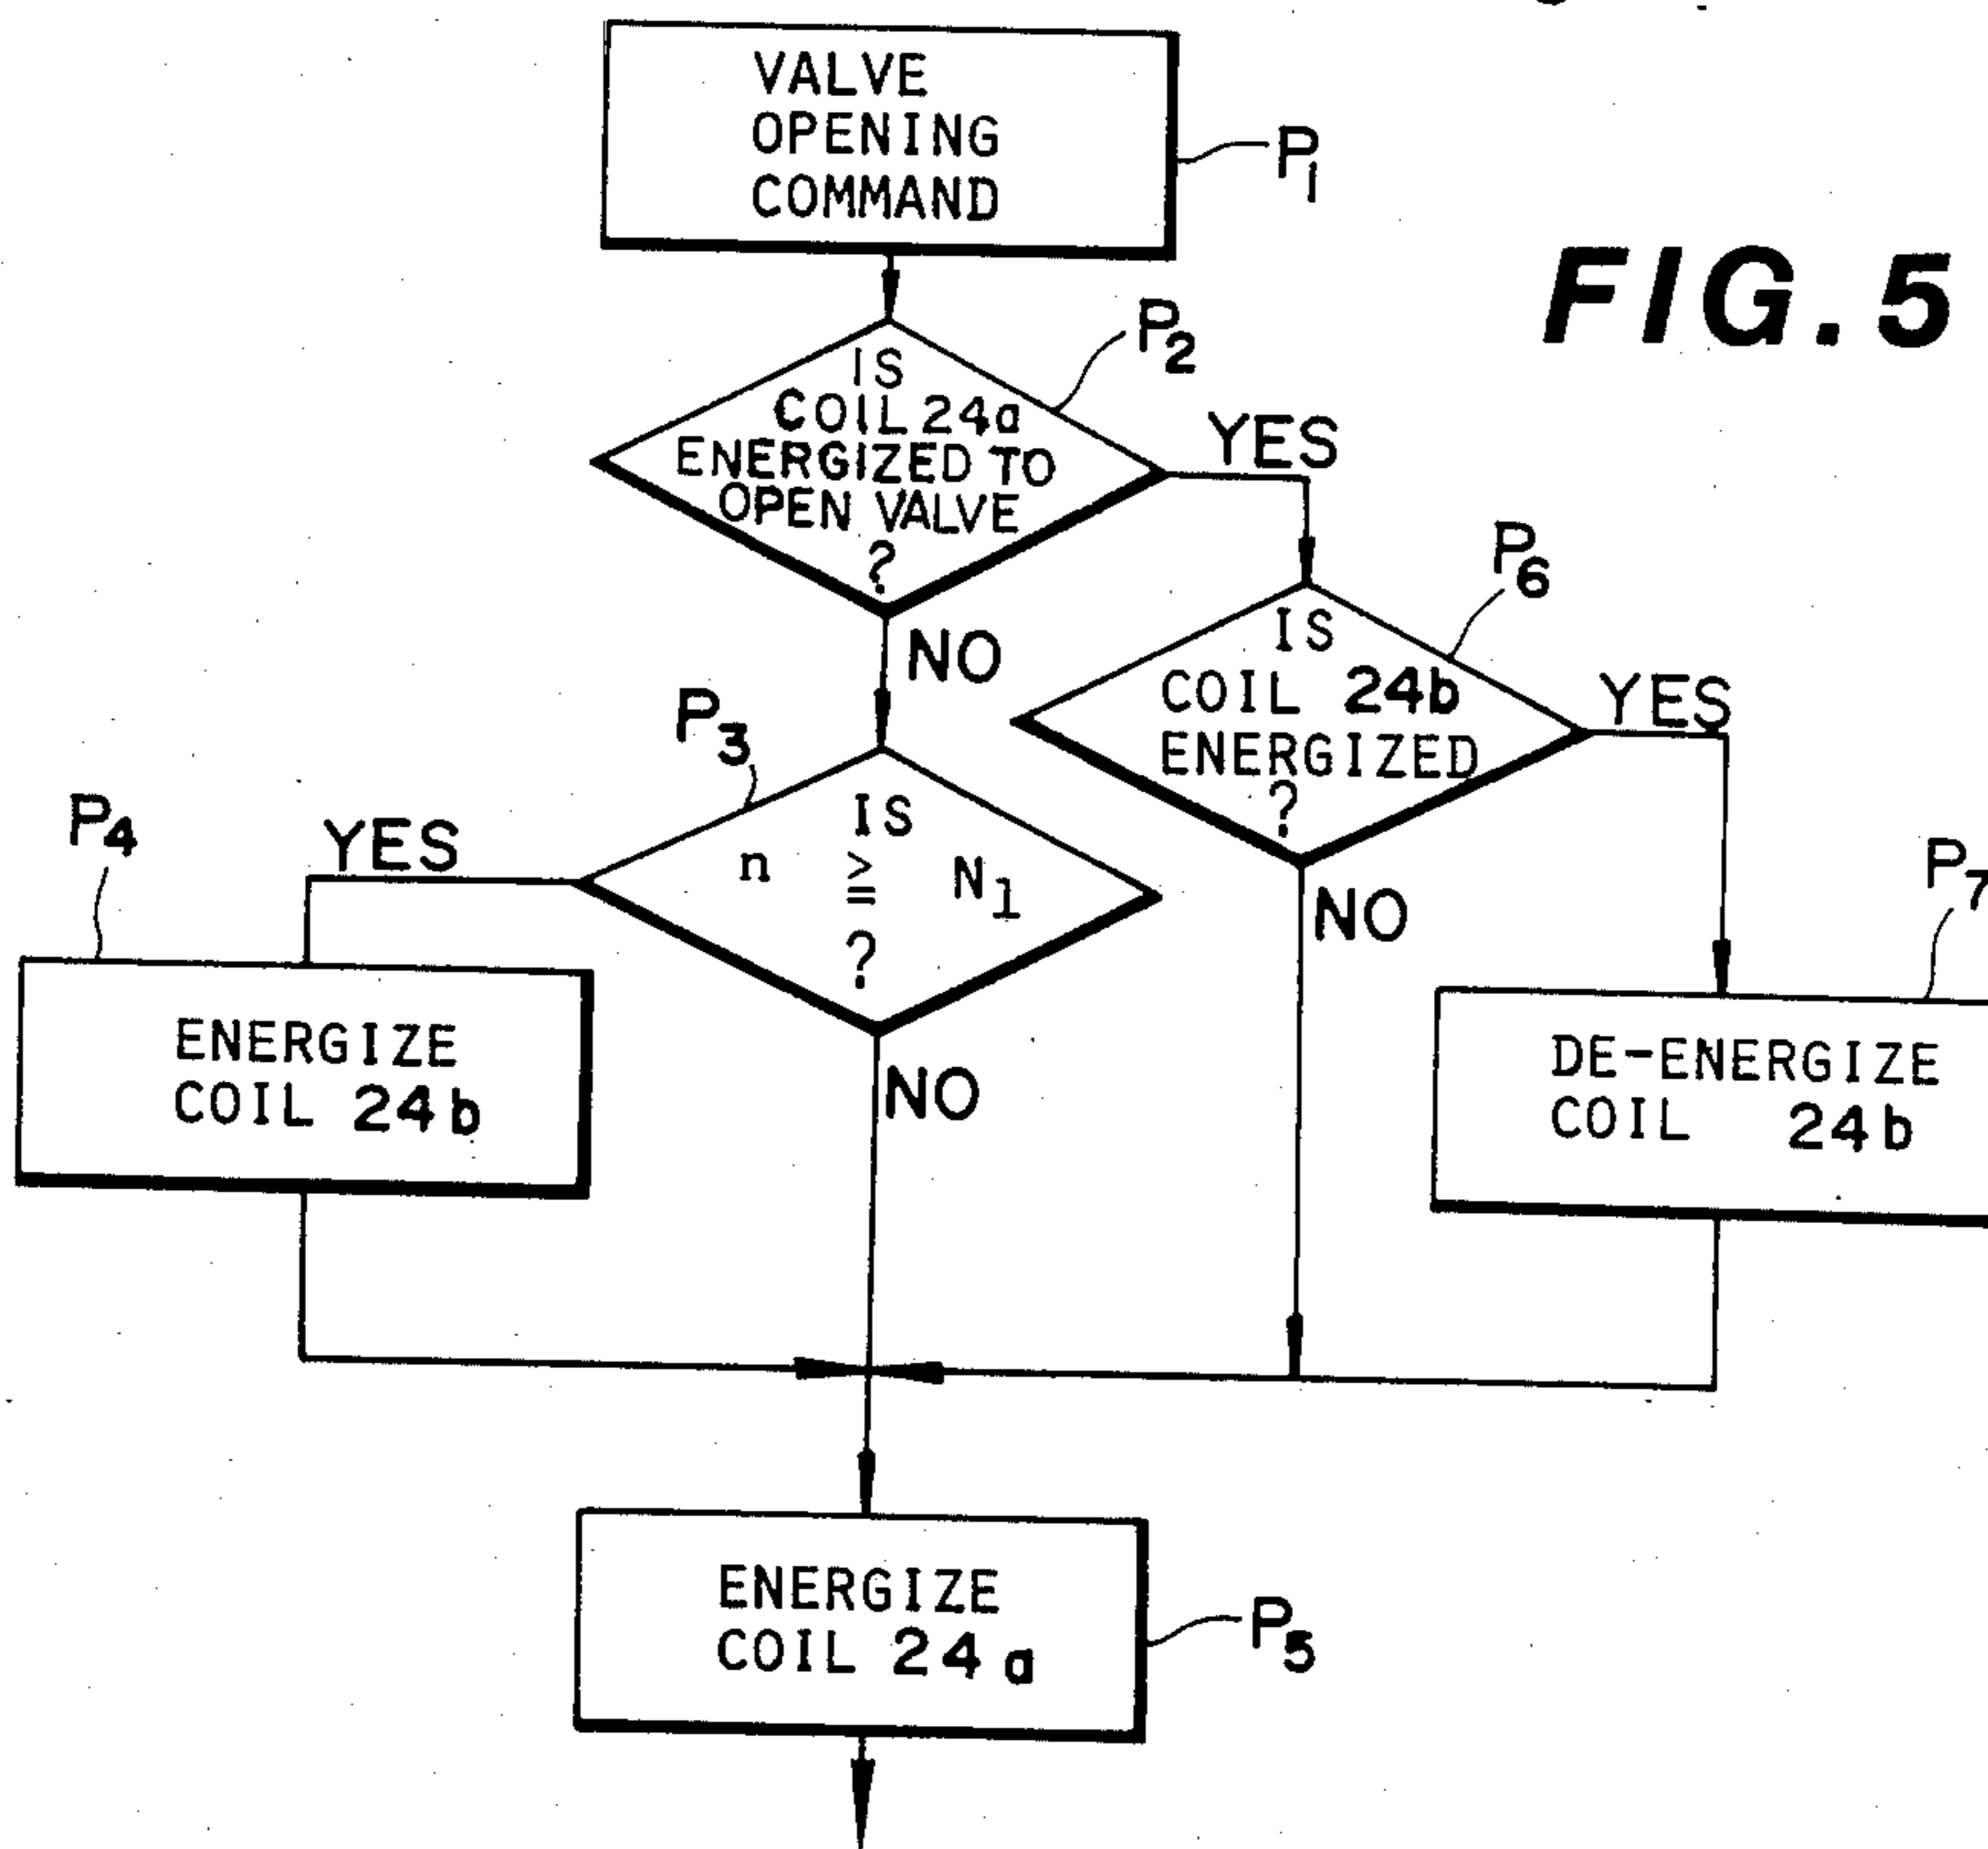 VALVE
OPENING
COMMAND
P1
FIG. 5
P2
IS
COIL 24a
ENERGIZED TO
OPEN VALVE
?
YES
NO
P6
IS
COIL 24b
ENERGIZED
?
YES
NO
P3
IS
n ≧ N1
?
YES
NO
P4
ENERGIZE
COIL 24b
P7
DE-ENERGIZE
COIL 24b
ENERGIZE
COIL 24a
P5